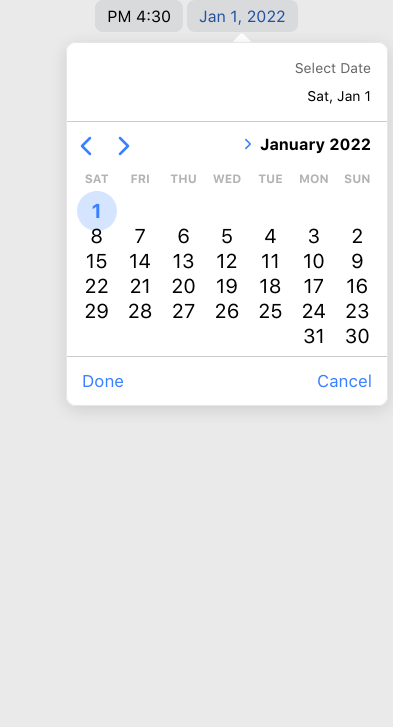 PM 4:30 Jan 1, 2022
Select Date
Sat, Jan 1
January 2022
SAT FRI THU WED TUE MON SUN
1
8 7 6 5 4 3 2
15 14 13 12 11 10 9
22 21 20 19 18 17 16
29 28 27 26 25 24 23
31 30
Done Cancel